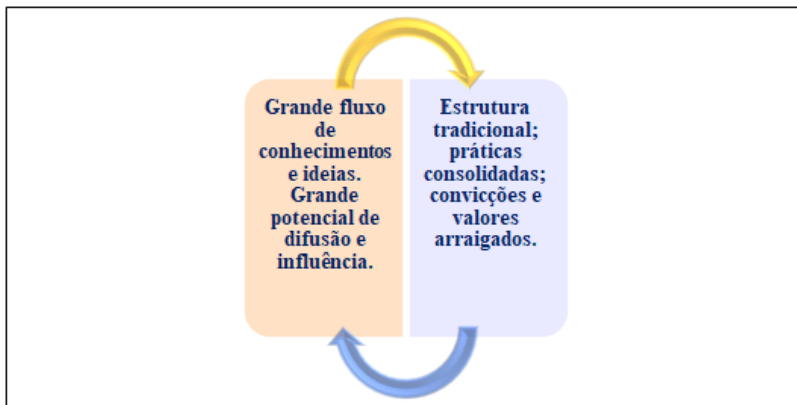 Grande fluxo
de
conhecimentos
e ideias.
Grande
potencial de
difusão e
influência.
Estrutura
tradicional;
práticas
consolidadas;
convicções e
valores
arraigados.